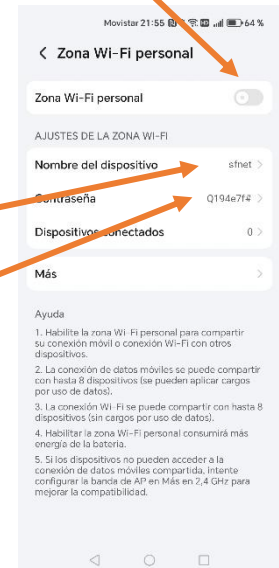 Movistar 21:55 64 %
Zona Wi-Fi personal
Zona Wi-Fi personal
AJUSTES DE LA ZONA WI-FI
Nombre del dispositivo sfnet
Contraseña Q194e7f#
Dispositivos conectados 0
Más
Ayuda
1. Habilite la zona Wi-Fi personal para compartir
su conexión móvil o conexión Wi-Fi con otros
dispositivos.
2. La conexión de datos móviles se puede compartir
con hasta 8 dispositivos (se pueden aplicar cargos
por uso de datos).
3. La conexión Wi-Fi se puede compartir con hasta 8
dispositivos (sin cargos por uso de datos).
4. Habilitar la zona Wi-Fi personal consumirá más
energía de la batería.
5. Si los dispositivos no pueden acceder a la
conexión de datos móviles compartida, intente
configurar la banda de AP en Más en 2,4 GHz para
mejorar la compatibilidad.